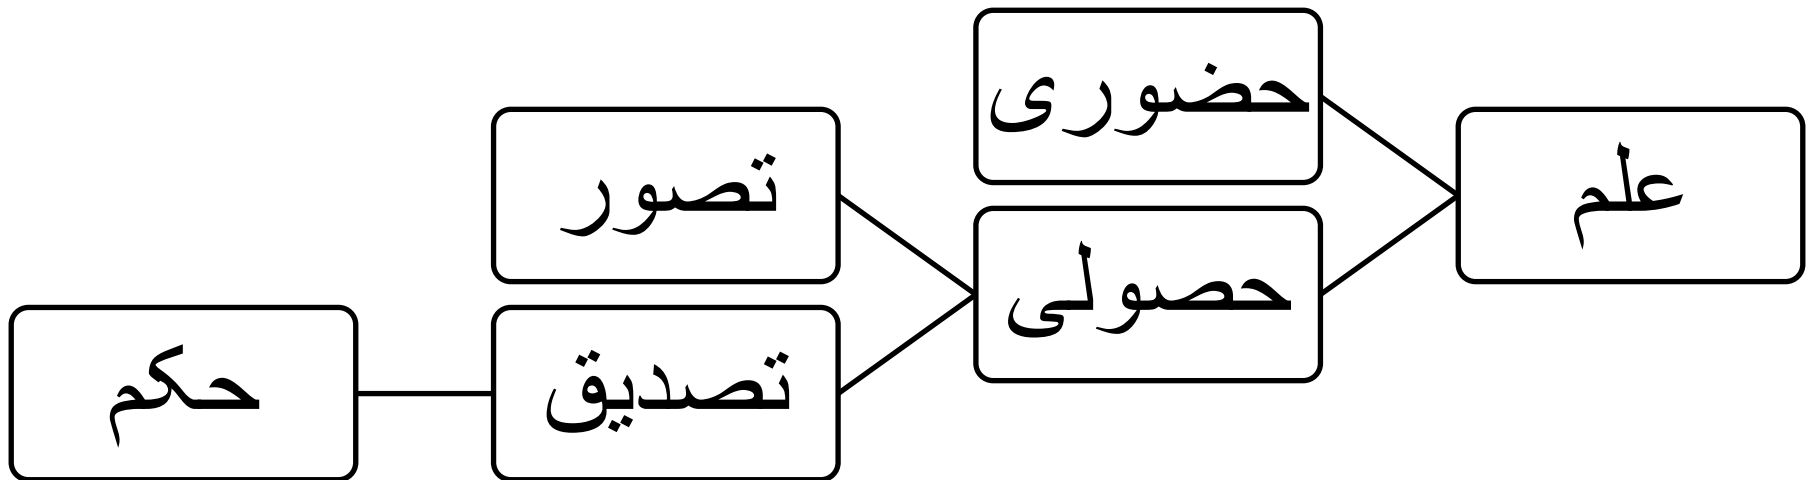 علم
حضوری
حصولی
تصور
تصدیق
حکم